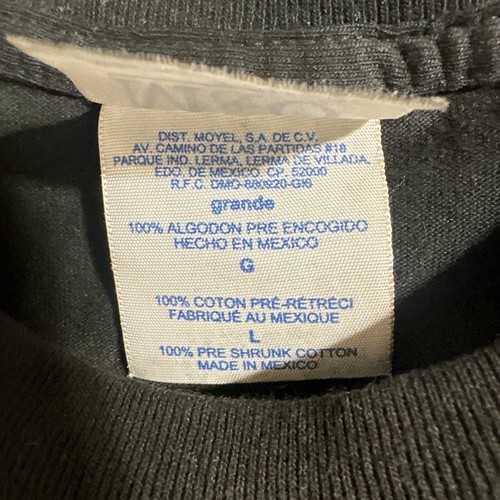 DIST. MOYEL, S.A. DE C.V.
AV. CAMINO DE LAS PARTIDAS #18
PARQUE IND. LERMA, LERMA DE VILLADA,
EDO. DE MEXICO, CP. 52000
R.F.C. DMO-880920-GI6
grande
100% ALGODON PRE ENCOGIDO
HECHO EN MEXICO
G
100% COTON PRÉ-RÉTRÉCI
FABRIQUÉ AU MEXIQUE
L
100% PRE SHRUNK COTTON
MADE IN MEXICO